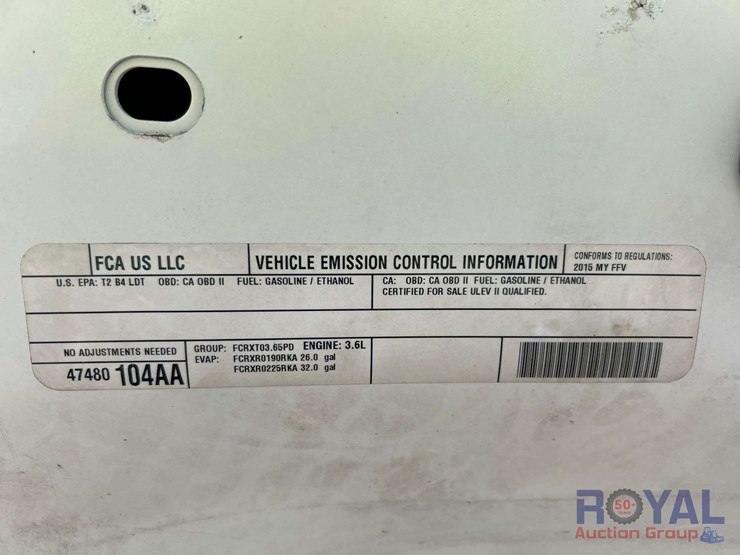 FCA US LLC
VEHICLE EMISSION CONTROL INFORMATION
CONFORMS TO REGULATIONS:
2015 MY FFV
U.S. EPA: T2 B4 LDT OBD: CA OBD II FUEL: GASOLINE / ETHANOL
CA: OBD: CA OBD II FUEL: GASOLINE / ETHANOL
CERTIFIED FOR SALE ULEV II QUALIFIED.
NO ADJUSTMENTS NEEDED
47480 104AA
GROUP: FCRXT03.65PD ENGINE: 3.6L
EVAP: FCRXR0190RKA 26.0 gal
FCRXR0225RKA 32.0 gal
ROYAL
50+
YEARS
Auction Group